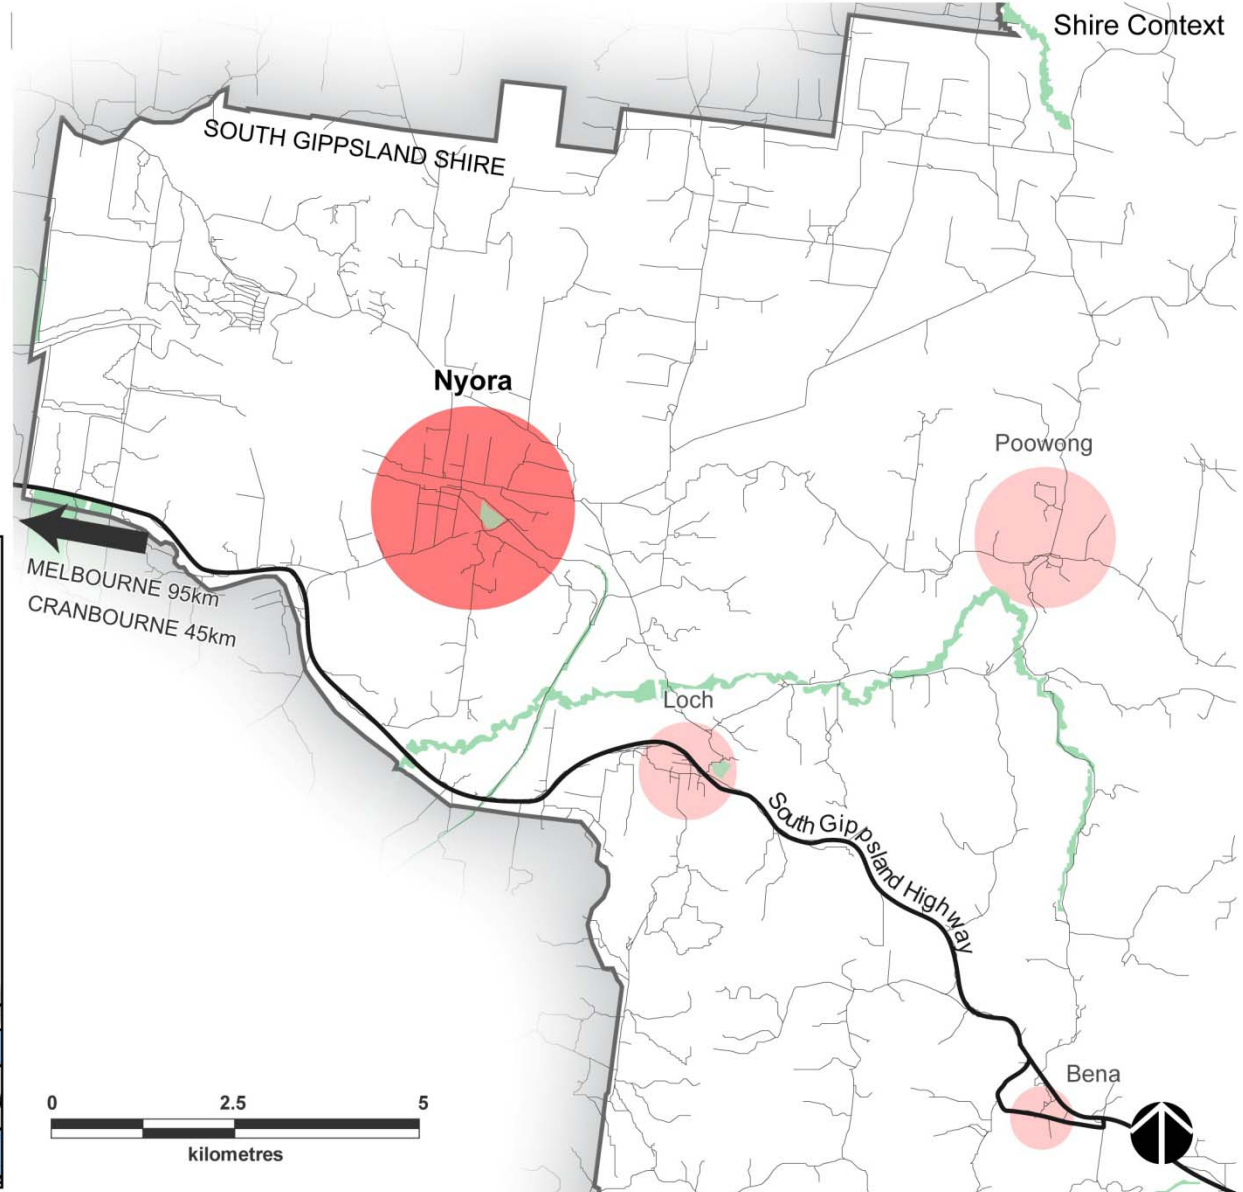 Shire Context
SOUTH GIPPSLAND SHIRE
Nyora
Poowong
MELBOURNE 95km
CRANBOURNE 45km
Loch
South Gippsland Highway
Bena
0 2.5 5
kilometres